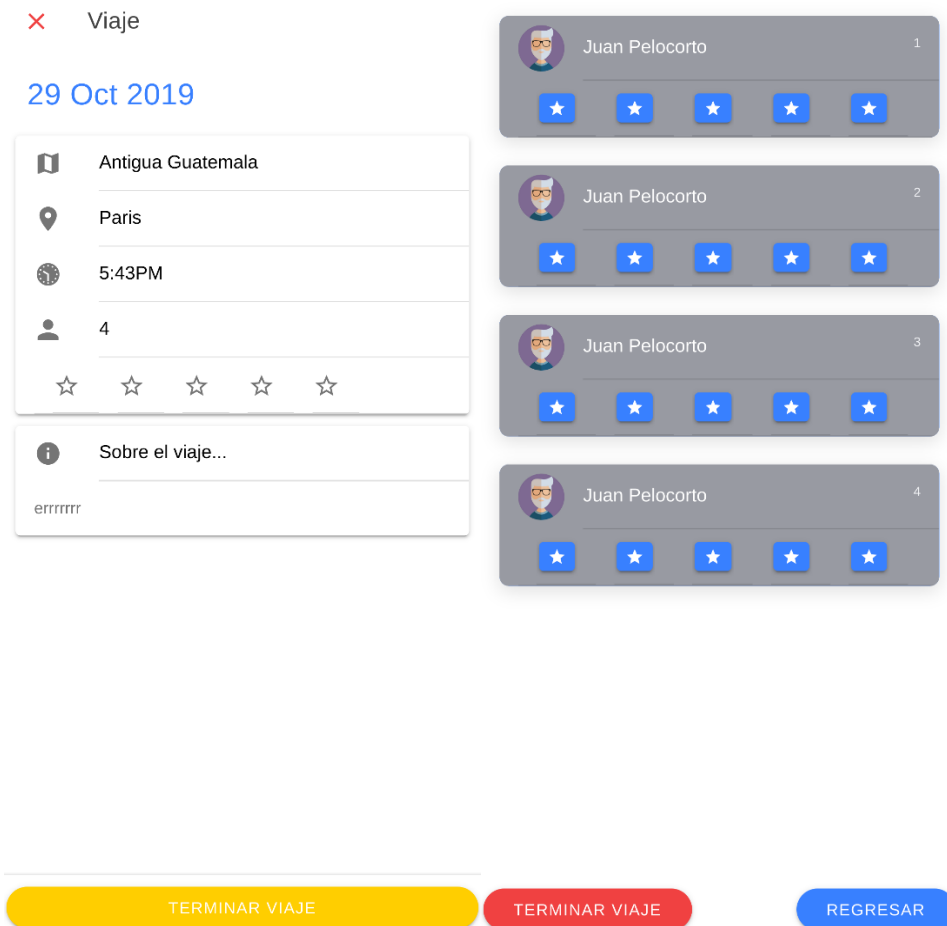 Viaje
29 Oct 2019
Antigua Guatemala
Paris
5:43PM
4
Sobre el viaje...
errrrrrr
TERMINAR VIAJE
Juan Pelocorto 1
Juan Pelocorto 2
Juan Pelocorto 3
Juan Pelocorto 4
TERMINAR VIAJE
REGRESAR